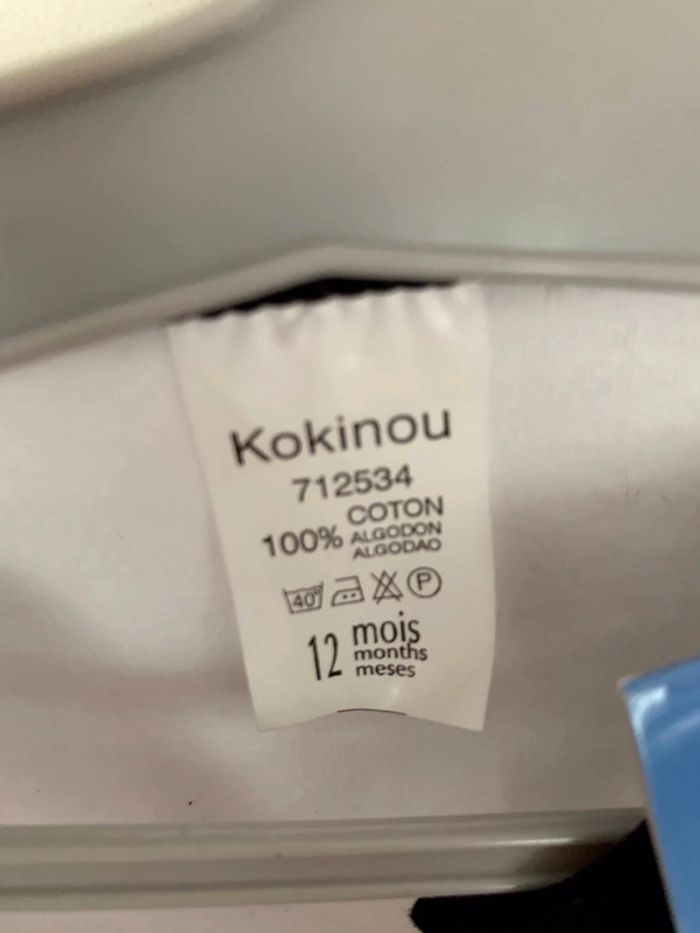 Kokinou
712534
COTON
100% ALGODON
ALGODAO
40° P
12 mois
months
meses